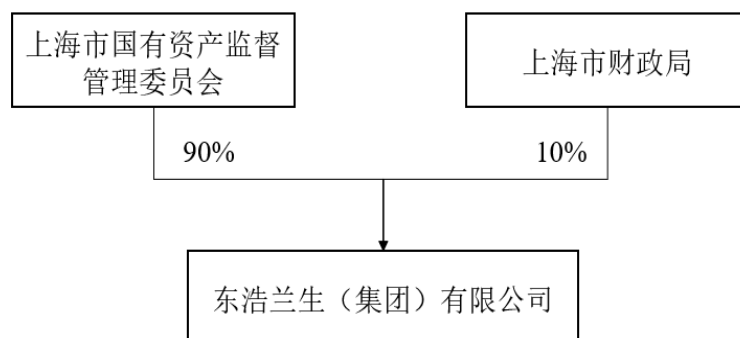 上海市国有资产监督
管理委员会
上海市财政局
90%
10%
东浩兰生（集团）有限公司